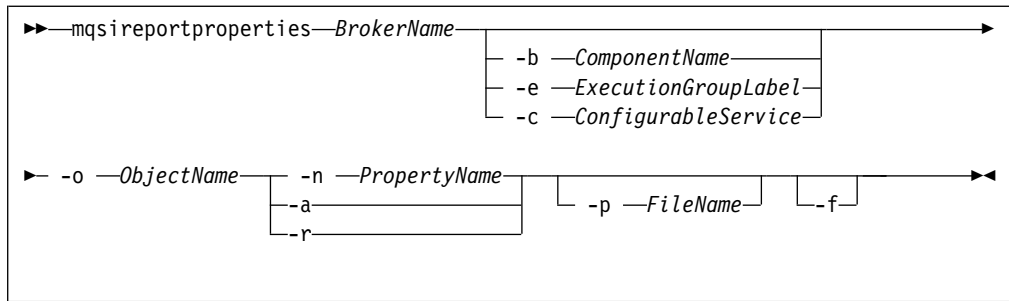 mqsireportproperties BrokerName
-b ComponentName
-e ExecutionGroupLabel
-c ConfigurableService
-o ObjectName -n PropertyName
-a
-r
-p FileName
-f